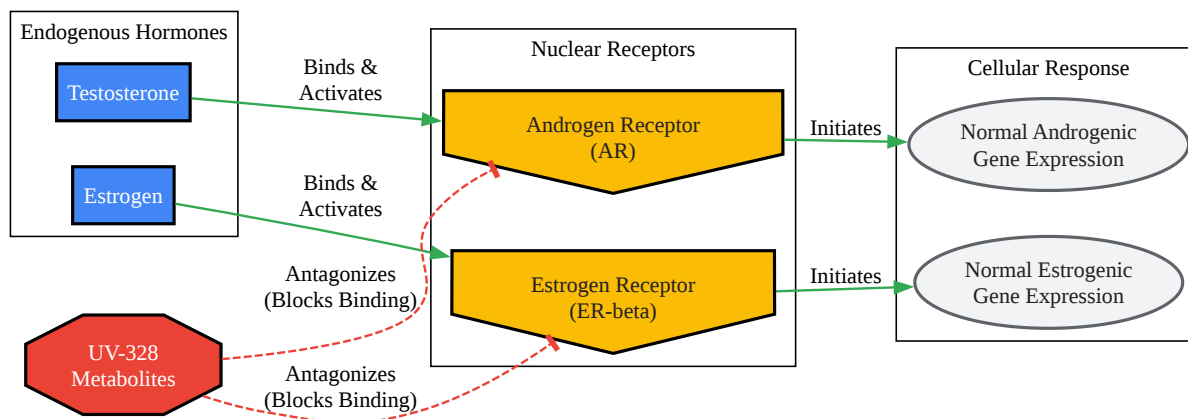 Endogenous Hormones
Testosterone
Estrogen
Binds &
Activates
Binds &
Activates
Antagonizes
(Blocks Binding)
Antagonizes
(Blocks Binding)
UV-328
Metabolites
Nuclear Receptors
Androgen Receptor
(AR)
Estrogen Receptor
(ER-beta)
Initiates
Initiates
Cellular Response
Normal Androgenic
Gene Expression
Normal Estrogenic
Gene Expression